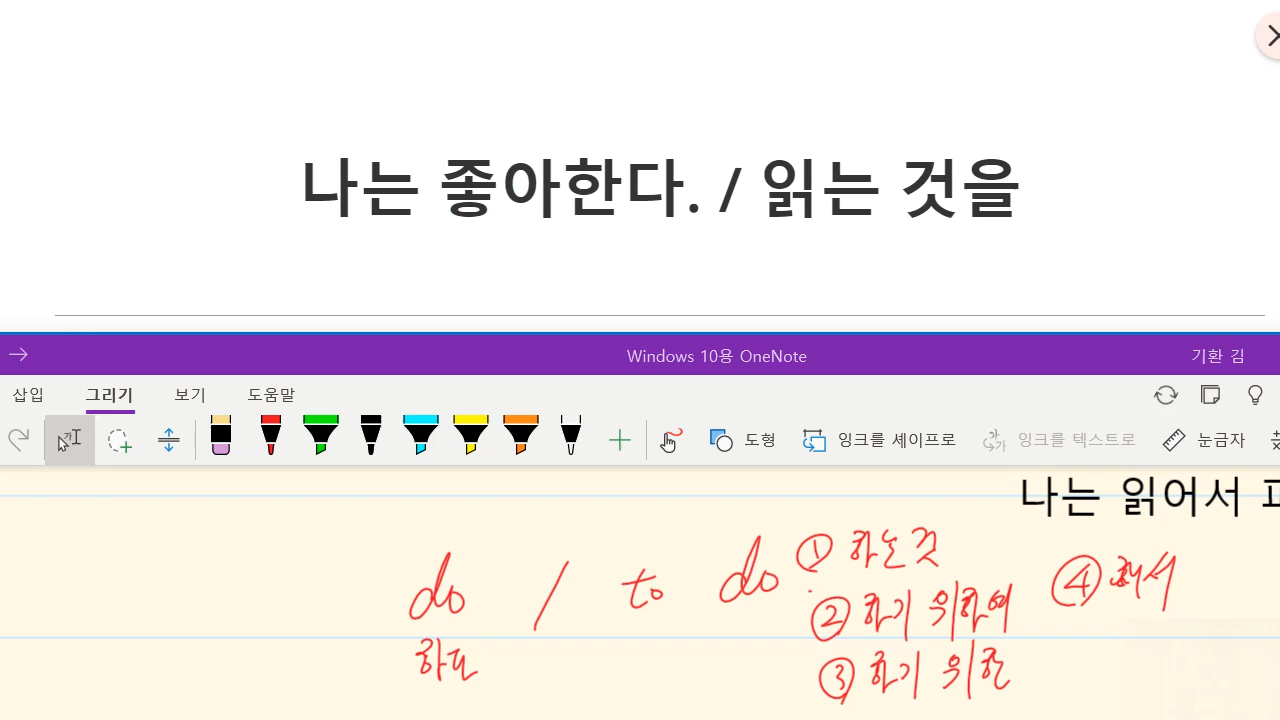 나는 좋아한다. / 읽는 것을
Windows 10용 OneNote
기환 김
삽입 그리기 보기 도움말
도형 잉크를 셰이프로 잉크를 텍스트로 눈금자
나는 읽어서
do / to do ① 하는것
② 하기 위하여 ④ 해서
하다 ③ 하기 위한